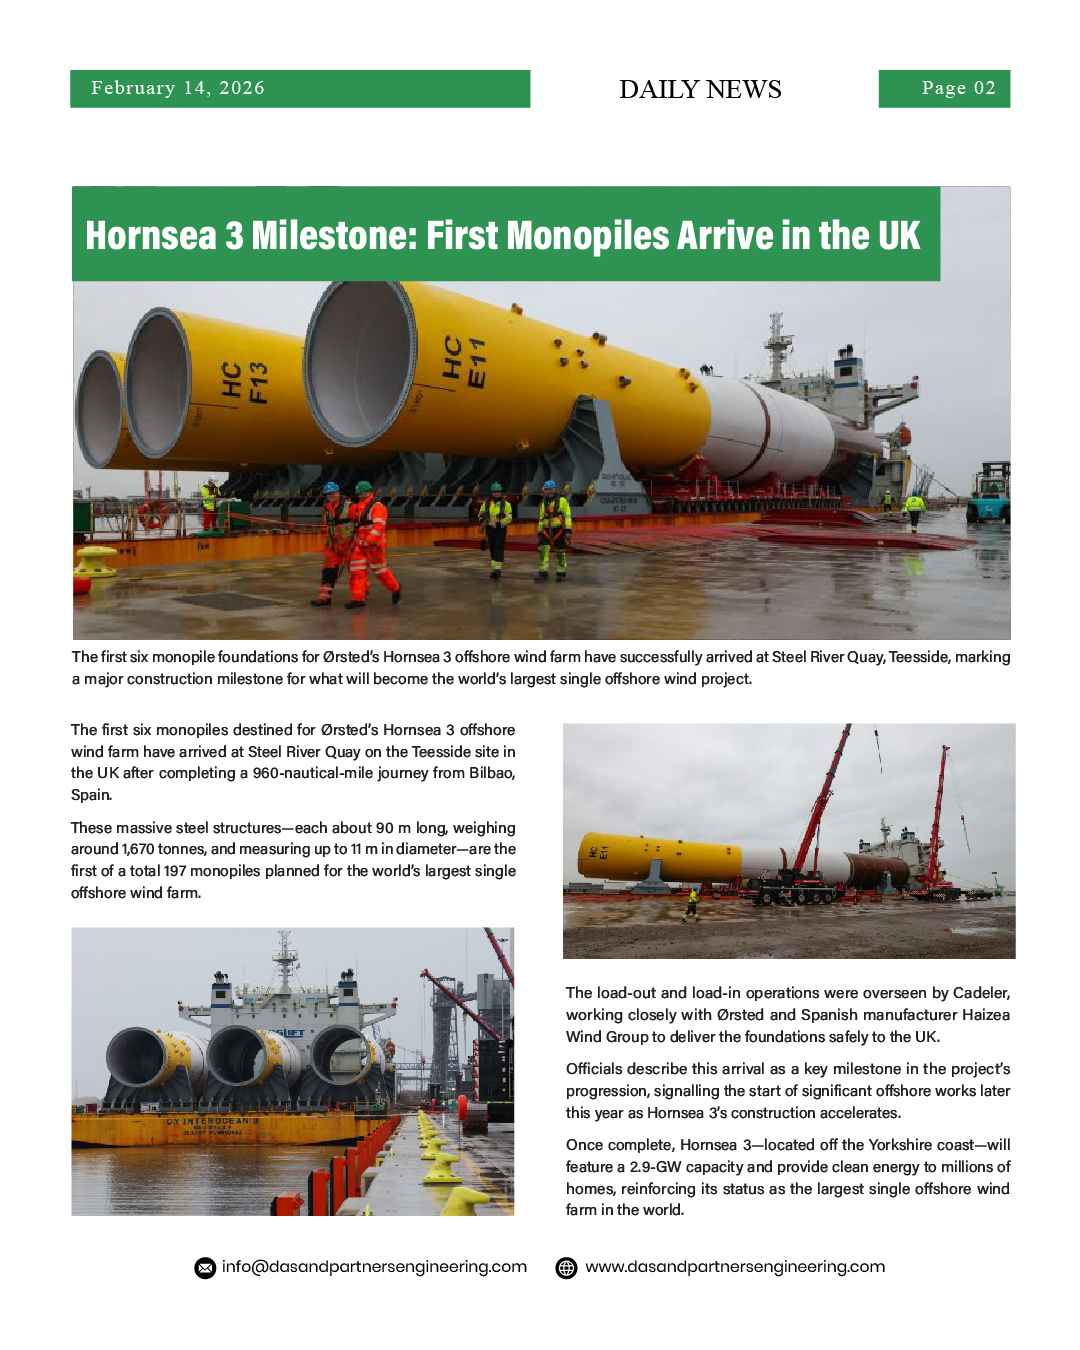 February 14, 2026
DAILY NEWS
Page 02
Hornsea 3 Milestone: First Monopiles Arrive in the UK
HC
F13
HC
E11
The first six monopile foundations for Ørsted's Hornsea 3 offshore wind farm have successfully arrived at Steel River Quay, Teesside, marking
a major construction milestone for what will become the world's largest single offshore wind project.
The first six monopiles destined for Ørsted's Hornsea 3 offshore
wind farm have arrived at Steel River Quay on the Teesside site in
the UK after completing a 960-nautical-mile journey from Bilbao,
Spain.
These massive steel structures—each about 90 m long, weighing
around 1,670 tonnes, and measuring up to 11 m in diameter—are the
first of a total 197 monopiles planned for the world's largest single
offshore wind farm.
HC
E11
The load-out and load-in operations were overseen by Cadeler,
working closely with Ørsted and Spanish manufacturer Haizea
Wind Group to deliver the foundations safely to the UK.
Officials describe this arrival as a key milestone in the project's
progression, signalling the start of significant offshore works later
this year as Hornsea 3's construction accelerates.
Once complete, Hornsea 3—located off the Yorkshire coast—will
feature a 2.9-GW capacity and provide clean energy to millions of
homes, reinforcing its status as the largest single offshore wind
farm in the world.
info@dasandpartnersengineering.com
www.dasandpartnersengineering.com